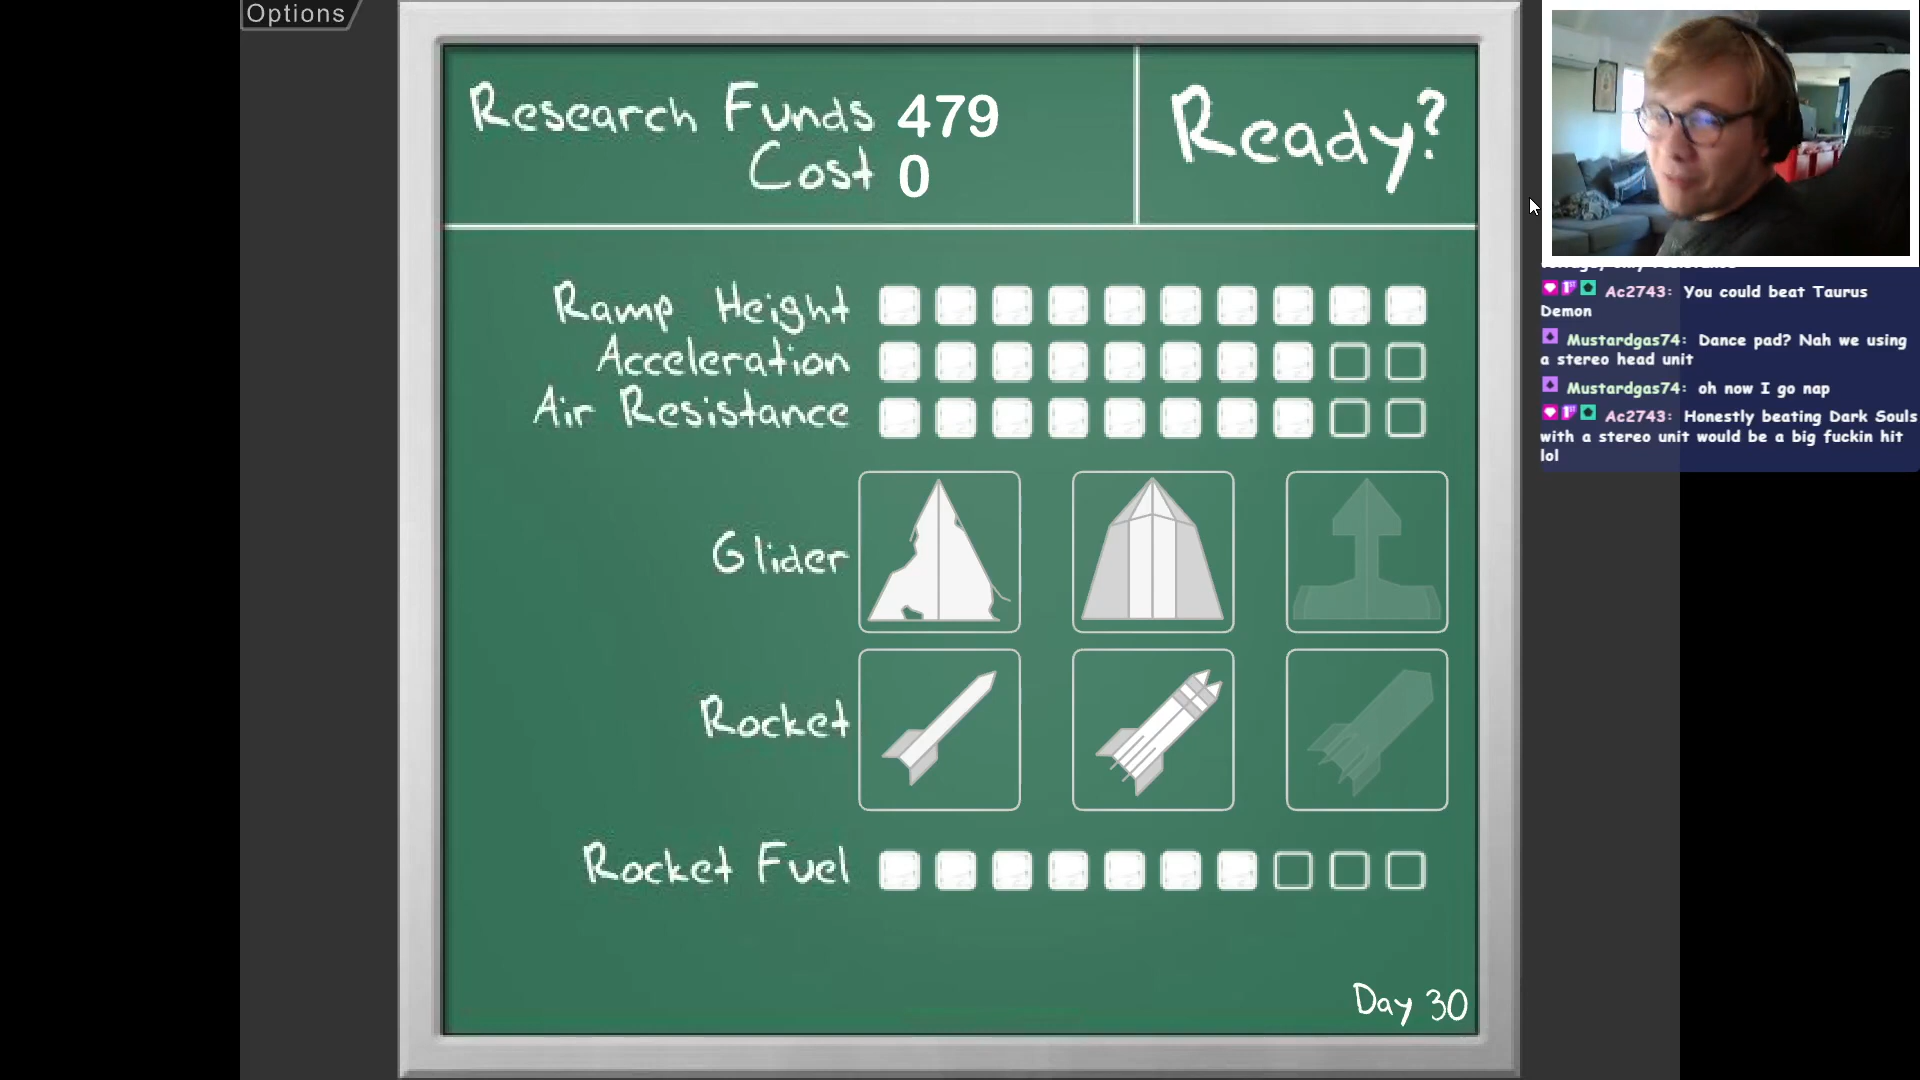 Options
Research Funds 479
Cost 0
Ready?
Ramp Height
Acceleration
Air Resistance
Glider
Rocket
Rocket Fuel
Day 30
Ac2743: You could beat Taurus
Demon
Mustardgas74: Dance pad? Nah we using
a stereo head unit
Mustardgas74: oh now I go nap
Ac2743: Honestly beating Dark Souls
with a stereo unit would be a big fuckin hit
lol